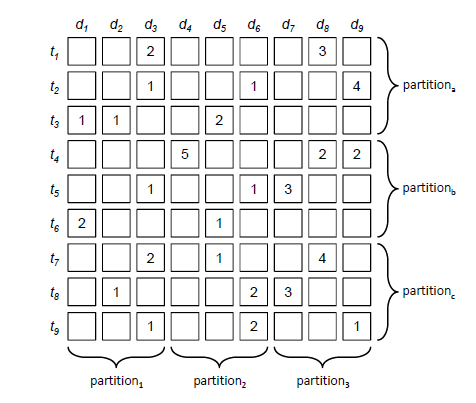 d₁ d₂ d₃ d₄ d₅ d₆ d₇ d₈ d₉
t₁ 2 3
t₂ 1 1 4
partitionₐ
t₃ 1 1 2
t₄ 5 2 2
t₅ 1 1 3
partition_b
t₆ 2 1
t₇ 2 1 4
t₈ 1 2 3
partition_c
t₉ 1 2 1
partition₁ partition₂ partition₃